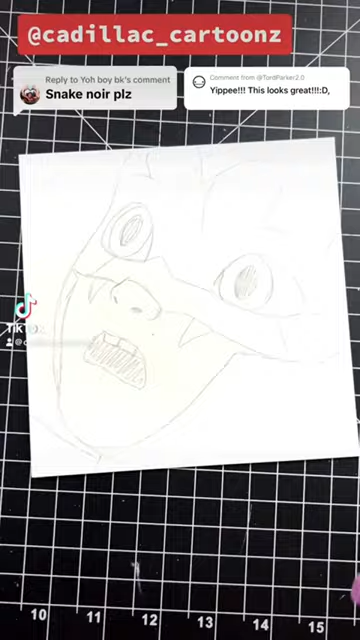 @cadillac_cartoonz
Reply to Yoh boy bk's comment
Snake noir plz
Comment from @TordParker2.0
Yippee!!! This looks great!!!:D,
TikTok
10 11 12 13 14 15